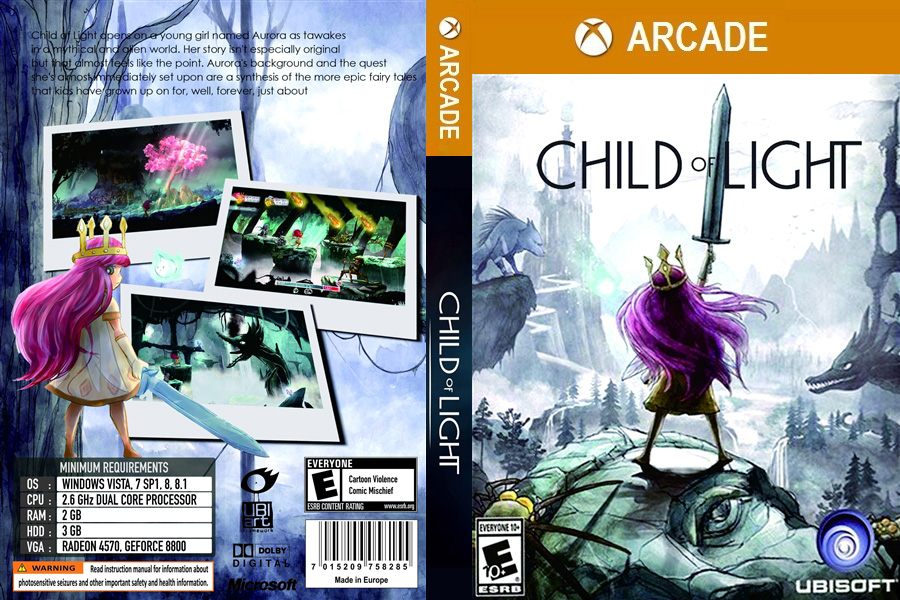 Child of Light opens on a young girl named Aurora as tawakes
in a mythical and alien world. Her story isn't especially original
but that almost feels like the point. Aurora's background and the quest
she's almost immediately set upon are a synthesis of the more epic fairy tales
that kids have grown up on for, well, forever, just about
MINIMUM REQUIREMENTS
OS : WINDOWS VISTA, 7 SP1, 8, 8.1
CPU : 2.6 GHz DUAL CORE PROCESSOR
RAM : 2 GB
HDD : 3 GB
VGA : RADEON 4570, GEFORCE 8800
WARNING Read instruction manual for information about
photosensitive seizures and other important safety and health information.
UBI
art
framework
DOLBY
DIGITAL
Microsoft
EVERYONE
E
Cartoon Violence
Comic Mischief
ESRB CONTENT RATING www.esrb.org
7 015209 758285
Made in Europe
ARCADE
CHILD OF LIGHT
ARCADE
CHILD OF LIGHT
EVERYONE 10+
E
10+
ESRB
UBISOFT